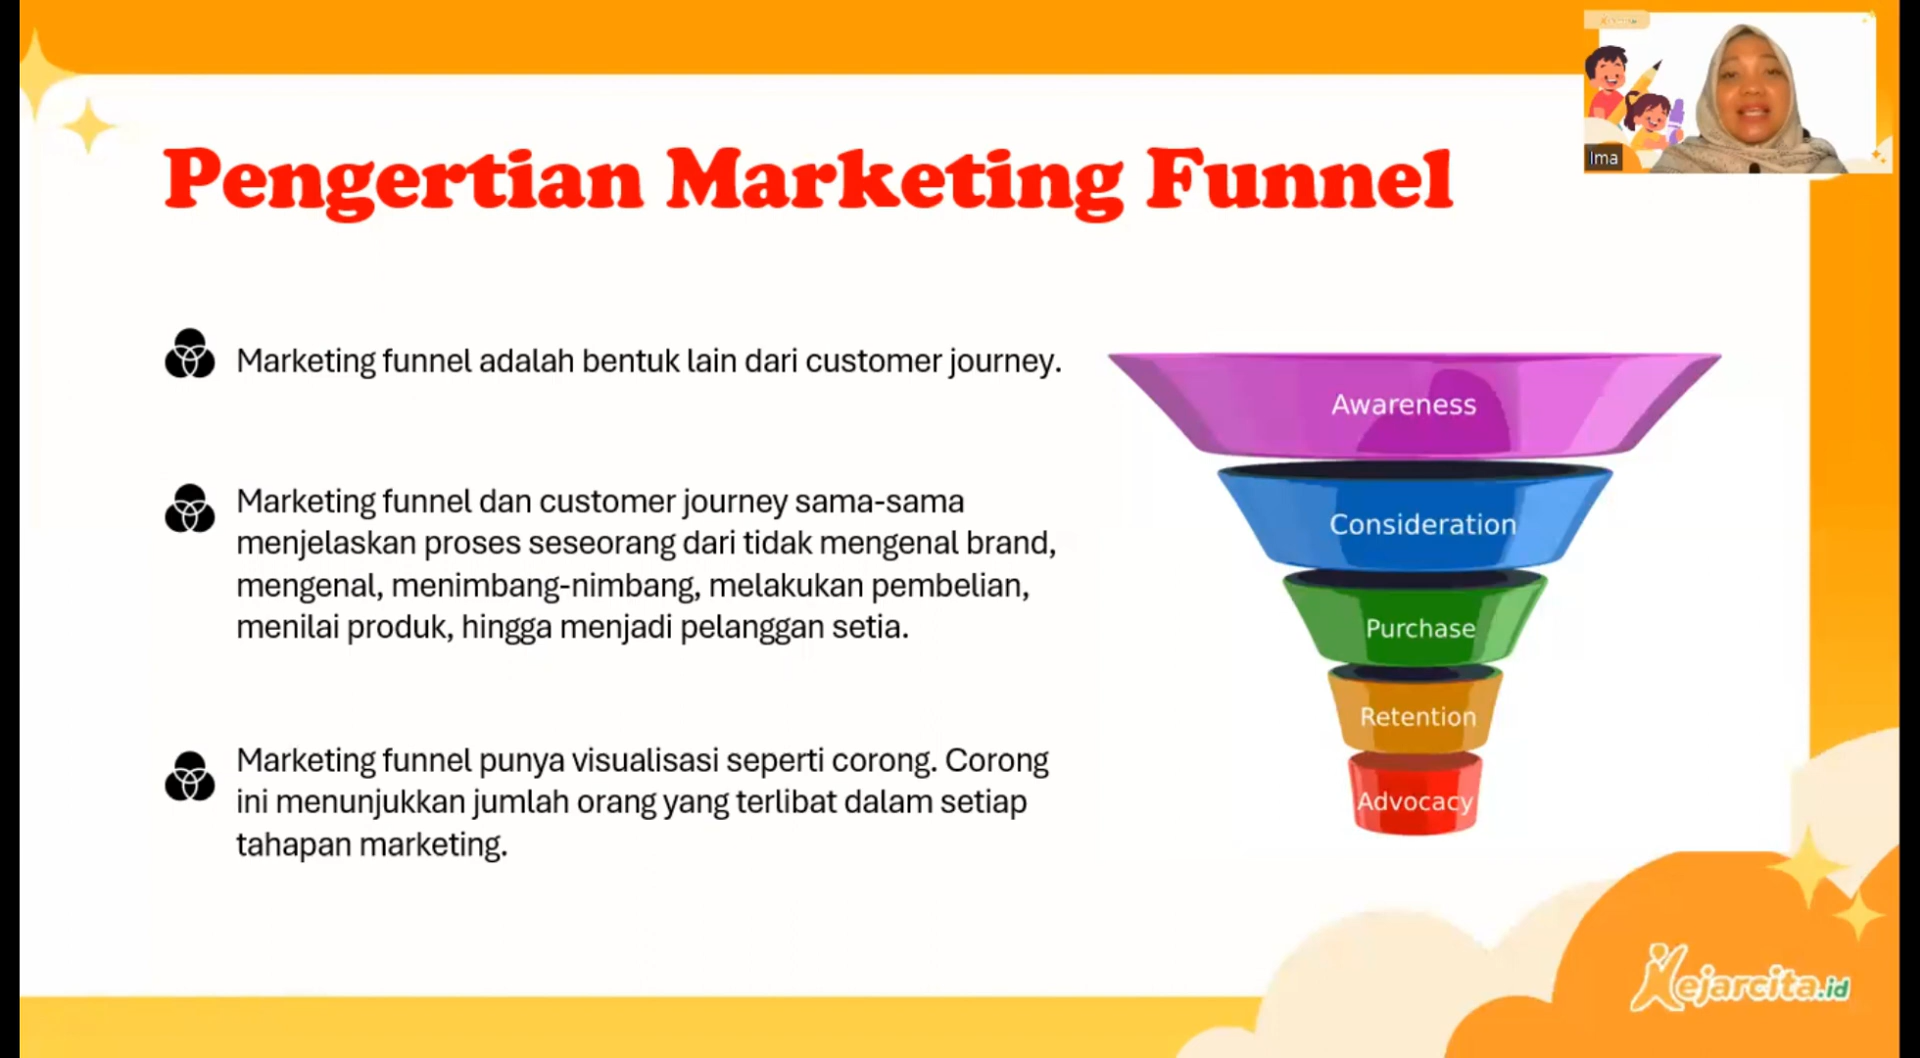 Ima
Pengertian Marketing Funnel
Marketing funnel adalah bentuk lain dari customer journey.
Marketing funnel dan customer journey sama-sama
menjelaskan proses seseorang dari tidak mengenal brand,
mengenal, menimbang-nimbang, melakukan pembelian,
menilai produk, hingga menjadi pelanggan setia.
Marketing funnel punya visualisasi seperti corong. Corong
ini menunjukkan jumlah orang yang terlibat dalam setiap
tahapan marketing.
Awareness
Consideration
Purchase
Retention
Advocacy
Kejarcita.id